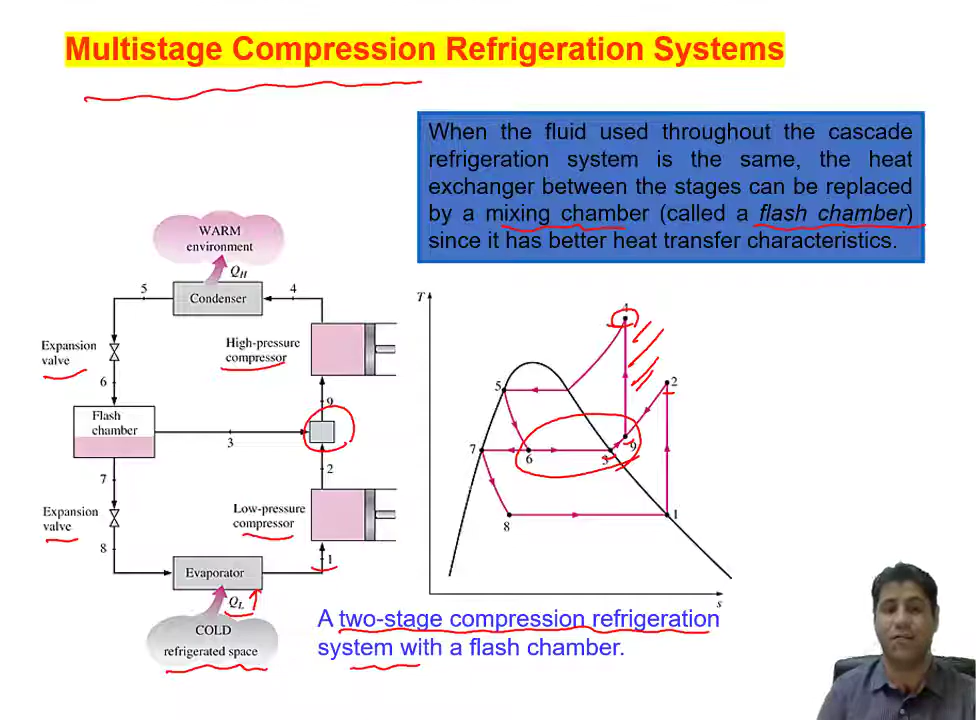 Multistage Compression Refrigeration Systems
When the fluid used throughout the cascade
refrigeration system is the same, the heat
exchanger between the stages can be replaced
by a mixing chamber (called a flash chamber)
since it has better heat transfer characteristics.
WARM
environment
Q_H
5
Condenser
4
Expansion
valve
High-pressure
compressor
6
9
Flash
chamber
3
2
7
Expansion
valve
Low-pressure
compressor
8
1
Evaporator
Q_L
COLD
refrigerated space
T
4
5
2
9
7
6
3
8
1
s
A two-stage compression refrigeration
system with a flash chamber.